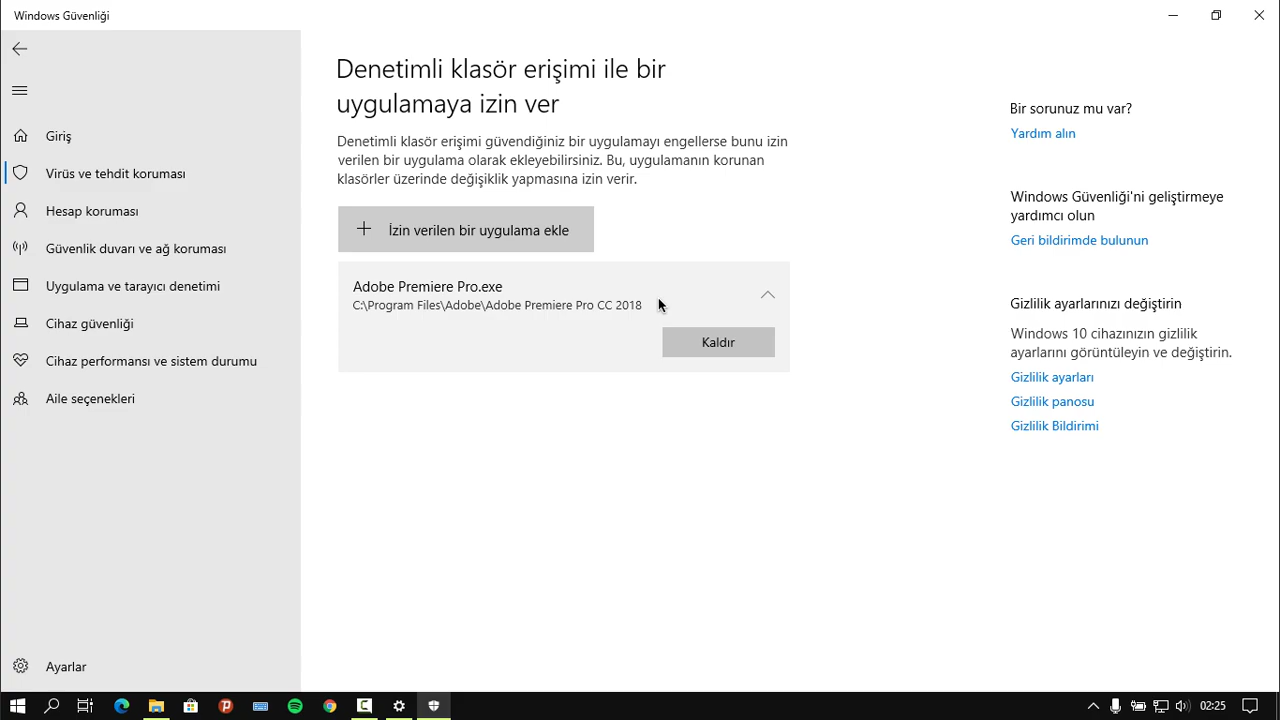 Windows Güvenliği
Giriş
Virüs ve tehdit koruması
Hesap koruması
Güvenlik duvarı ve ağ koruması
Uygulama ve tarayıcı denetimi
Cihaz güvenliği
Cihaz performansı ve sistem durumu
Aile seçenekleri
Ayarlar
Denetimli klasör erişimi ile bir
uygulamaya izin ver
Denetimli klasör erişimi güvendiğiniz bir uygulamayı engellerse bunu izin
verilen bir uygulama olarak ekleyebilirsiniz. Bu, uygulamanın korunan
klasörler üzerinde değişiklik yapmasına izin verir.
İzin verilen bir uygulama ekle
Adobe Premiere Pro.exe
C:\Program Files\Adobe\Adobe Premiere Pro CC 2018
Kaldır
Bir sorunuz mu var?
Yardım alın
Windows Güvenliği'ni geliştirmeye
yardımcı olun
Geri bildirimde bulunun
Gizlilik ayarlarınızı değiştirin
Windows 10 cihazınızın gizlilik
ayarlarını görüntüleyin ve değiştirin.
Gizlilik ayarları
Gizlilik panosu
Gizlilik Bildirimi
02:25